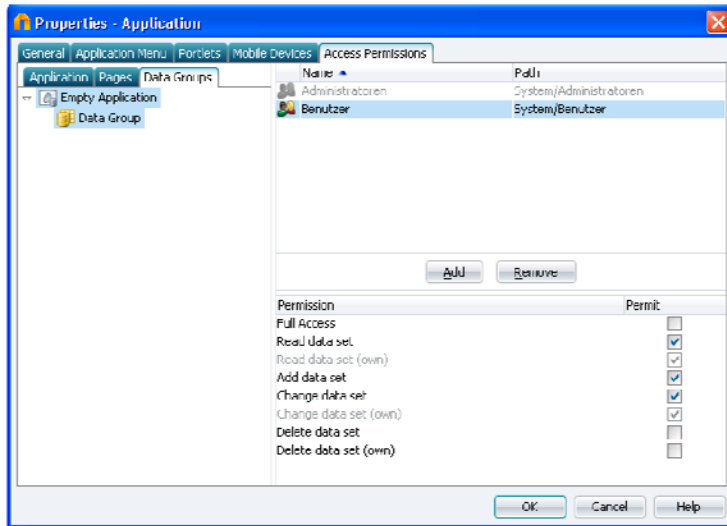 Properties - Application
General Application Menu Portlets Mobile Devices Access Permissions
Application Pages Data Groups
Empty Application
Data Group
Name Path
Administratoren System/Administratoren
Benutzer System/Benutzer
Add Remove
Permission Permit
Full Access
Read data set
Read data set (own)
Add data set
Change data set
Change data set (own)
Delete data set
Delete data set (own)
OK Cancel Help